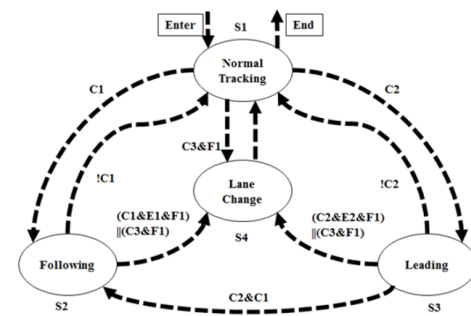 Enter
S1
End
Normal
Tracking
C1
C2
C3&F1
!C1
!C2
Lane
Change
(C1&E1&F1)
||(C3&F1)
(C2&E2&F1)
||(C3&F1)
S4
Following
Leading
S2
C2&C1
S3